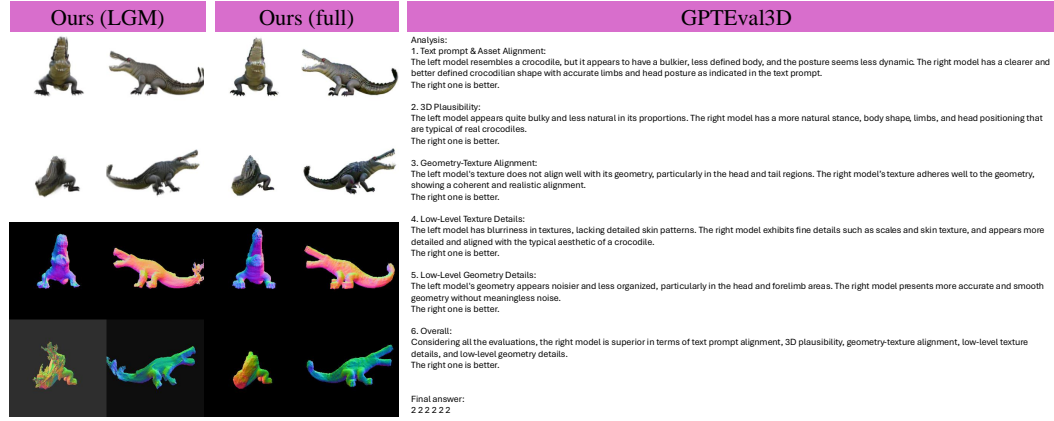 Ours (LGM)
Ours (full)
GPTEval3D
Analysis:
1. Text prompt & Asset Alignment:
The left model resembles a crocodile, but it appears to have a bulkier, less defined body, and the posture seems less dynamic. The right model has a clearer and
better defined crocodilian shape with accurate limbs and head posture as indicated in the text prompt.
The right one is better.
2. 3D Plausibility:
The left model appears quite bulky and less natural in its proportions. The right model has a more natural stance, body shape, limbs, and head positioning that
are typical of real crocodiles.
The right one is better.
3. Geometry-Texture Alignment:
The left model's texture does not align well with its geometry, particularly in the head and tail regions. The right model's texture adheres well to the geometry,
showing a coherent and realistic alignment.
The right one is better.
4. Low-Level Texture Details:
The left model has blurriness in textures, lacking detailed skin patterns. The right model exhibits fine details such as scales and skin texture, and appears more
detailed and aligned with the typical aesthetic of a crocodile.
The right one is better.
5. Low-Level Geometry Details:
The left model's geometry appears noisier and less organized, particularly in the head and forelimb areas. The right model presents more accurate and smooth
geometry without meaningless noise.
The right one is better.
6. Overall:
Considering all the evaluations, the right model is superior in terms of text prompt alignment, 3D plausibility, geometry-texture alignment, low-level texture
details, and low-level geometry details.
The right one is better.
Final answer:
2 2 2 2 2 2